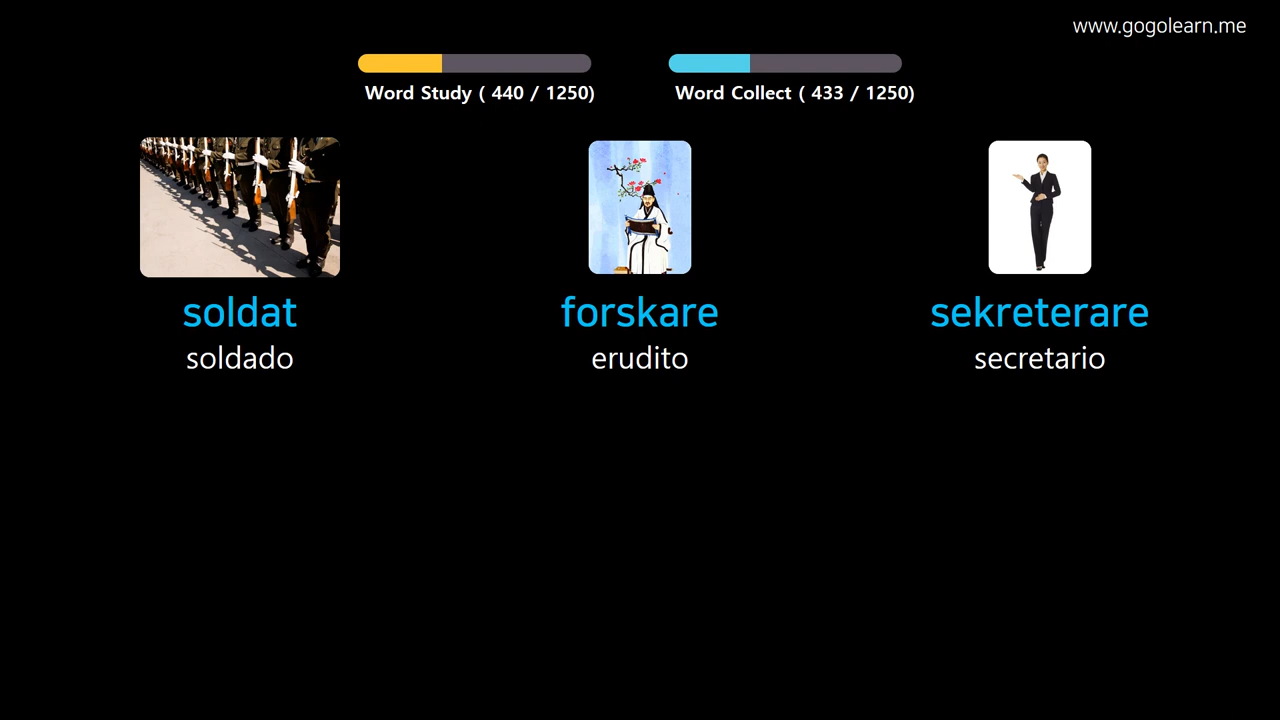 www.gogolearn.me
Word Study ( 440 / 1250)
Word Collect ( 433 / 1250)
soldat
soldado
forskare
erudito
sekreterare
secretario